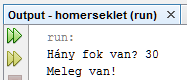 Output - homerseklet (run)
run:
Hány fok van? 30
Meleg van!